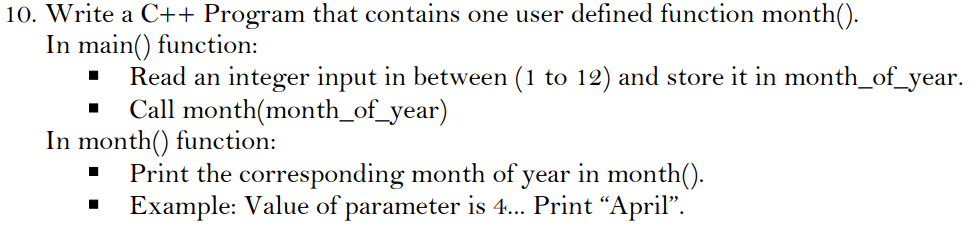 10. Write a C++ Program that contains one user defined function month().
In main() function:
▪ Read an integer input in between (1 to 12) and store it in month_of_year.
▪ Call month(month_of_year)
In month() function:
▪ Print the corresponding month of year in month().
▪ Example: Value of parameter is 4... Print “April”.